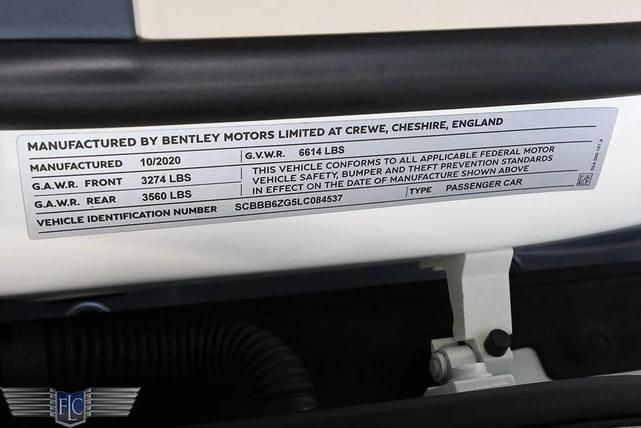 MANUFACTURED BY BENTLEY MOTORS LIMITED AT CREWE, CHESHIRE, ENGLAND
MANUFACTURED 10/2020 G.V.W.R. 6614 LBS
G.A.W.R. FRONT 3274 LBS
G.A.W.R. REAR 3560 LBS
THIS VEHICLE CONFORMS TO ALL APPLICABLE FEDERAL MOTOR
VEHICLE SAFETY, BUMPER AND THEFT PREVENTION STANDARDS
IN EFFECT ON THE DATE OF MANUFACTURE SHOWN ABOVE
VEHICLE IDENTIFICATION NUMBER SCBBB6ZG5LC084537 TYPE PASSENGER CAR
FLC